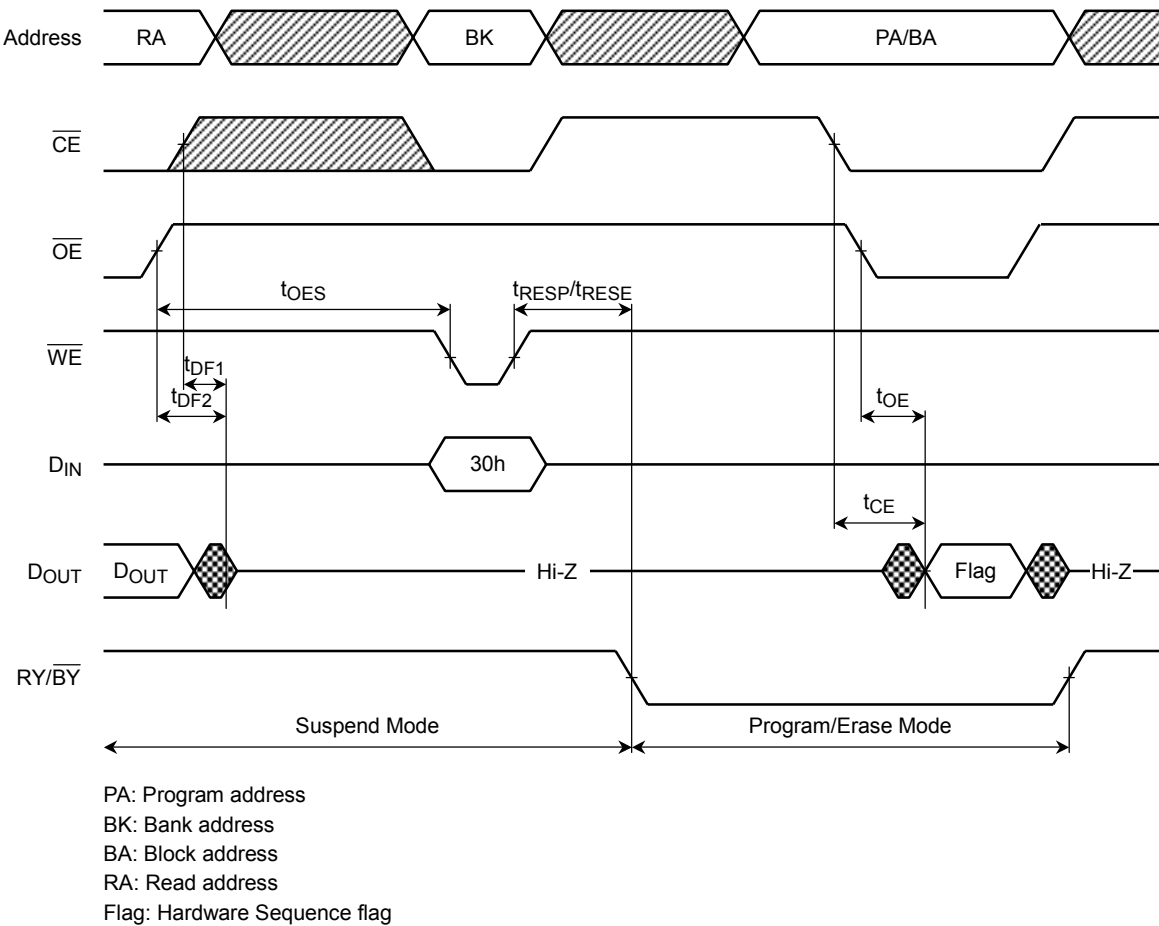 Address RA BK PA/BA
CE
OE
tOES tRESP/tRESE
WE
tDF1
tDF2 tOE
DIN 30h
tCE
DOUT DOUT Hi-Z Flag Hi-Z
RY/BY
Suspend Mode Program/Erase Mode
PA: Program address
BK: Bank address
BA: Block address
RA: Read address
Flag: Hardware Sequence flag